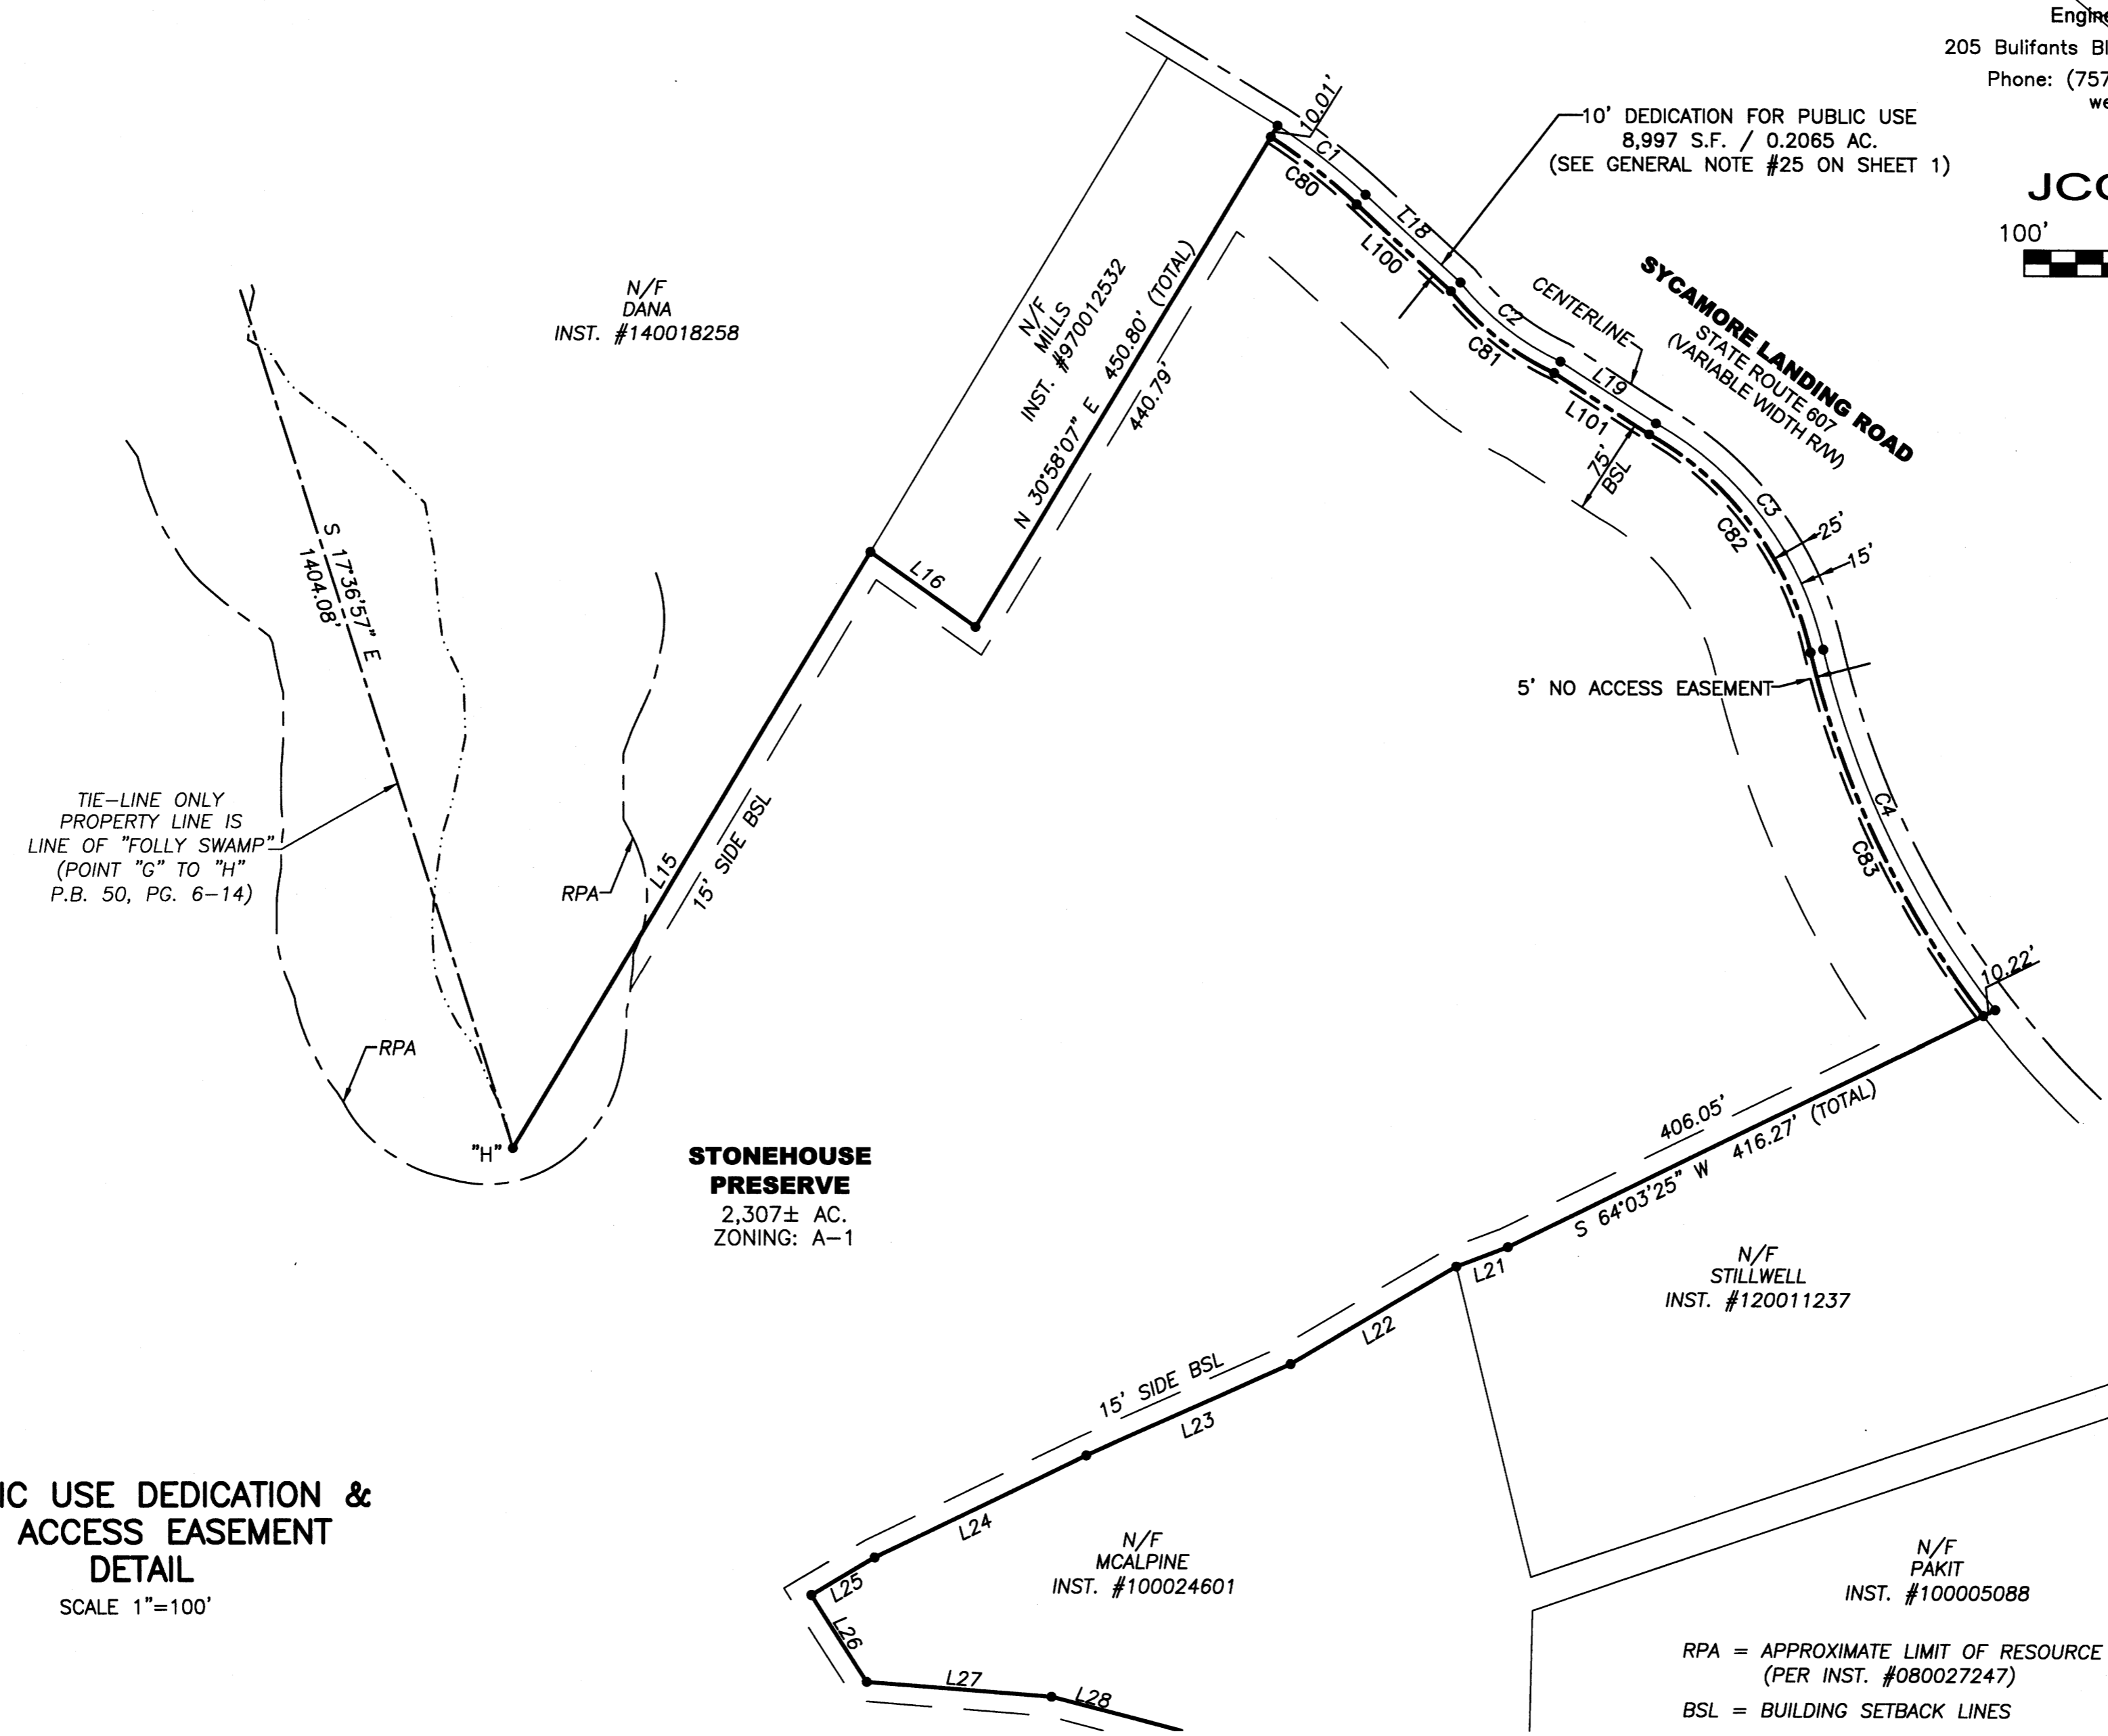 Engine
205 Bulifants Bl
Phone: (757
we
10' DEDICATION FOR PUBLIC USE
8,997 S.F. / 0.2065 AC.
(SEE GENERAL NOTE #25 ON SHEET 1)
JCC
100'
10.01'
C1
C80
L18
L100
C2
C81
CENTERLINE
L19
L101
SYCAMORE LANDING ROAD
STATE ROUTE 607
(VARIABLE WIDTH R/W)
75'
BSL
C3
C82
25'
15'
5' NO ACCESS EASEMENT
C4
C83
10.22'
N/F
DANA
INST. #140018258
N/F
MILLS
INST. #970012532
N 30°58'07" E 450.80' (TOTAL)
440.79'
L16
S 17°36'57" E
1404.08'
TIE-LINE ONLY
PROPERTY LINE IS
LINE OF "FOLLY SWAMP"
(POINT "G" TO "H"
P.B. 50, PG. 6-14)
RPA
L15
15' SIDE BSL
RPA
"H"
STONEHOUSE
PRESERVE
2,307± AC.
ZONING: A-1
406.05'
S 64°03'25" W 416.27' (TOTAL)
L21
N/F
STILLWELL
INST. #120011237
L22
15' SIDE BSL
L23
L24
L25
L26
L27
L28
N/F
MCALPINE
INST. #100024601
N/F
PAKIT
INST. #100005088
IC USE DEDICATION &
ACCESS EASEMENT
DETAIL
SCALE 1"=100'
RPA = APPROXIMATE LIMIT OF RESOURCE
(PER INST. #080027247)
BSL = BUILDING SETBACK LINES